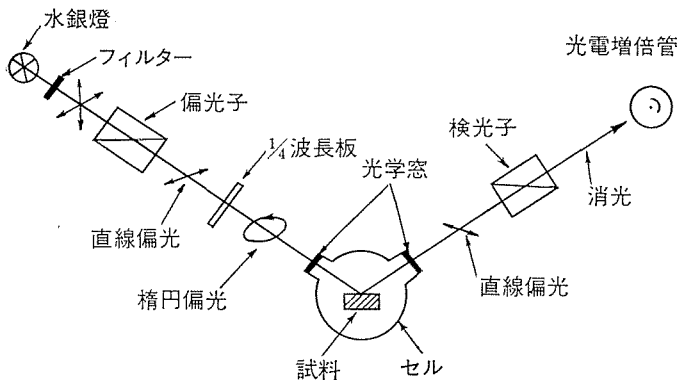 水銀燈
フィルター
偏光子
1/4波長板
光学窓
検光子
光電増倍管
消光
直線偏光
楕円偏光
直線偏光
試料
セル